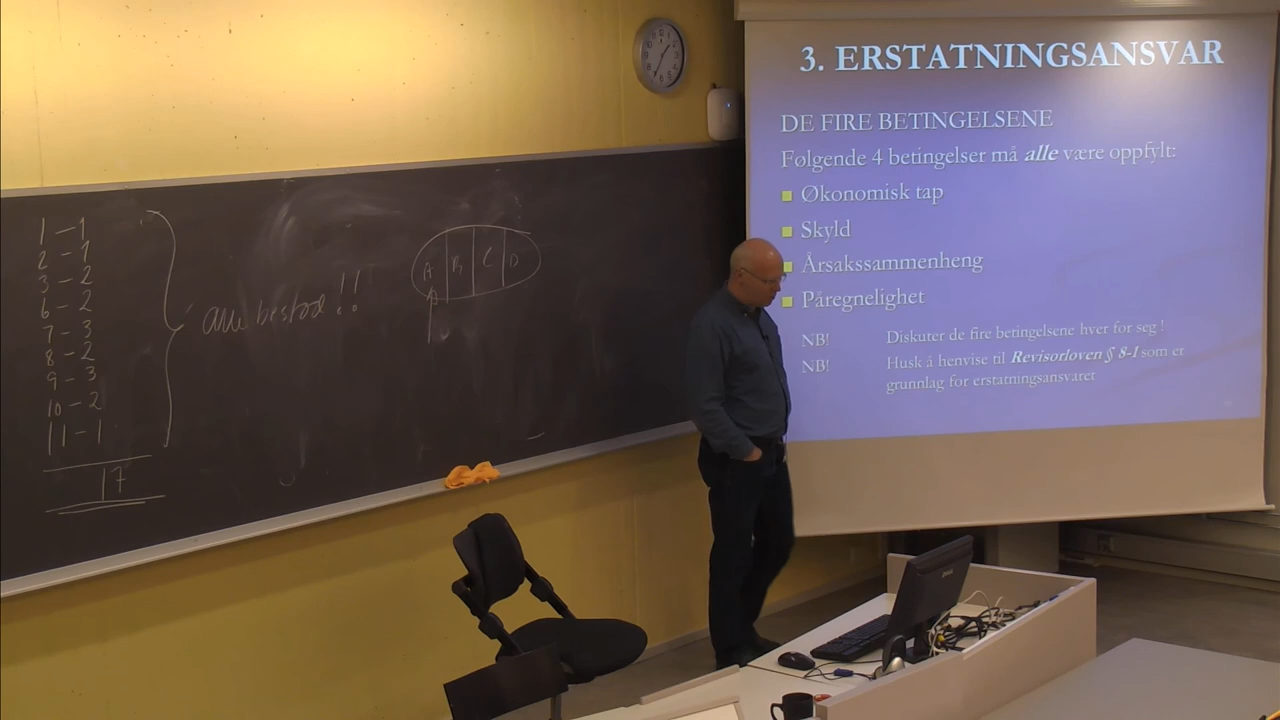 1 - 1
2 - 1
3 - 2
6 - 2
7 - 3
8 - 2
9 - 3
10 - 2
11 - 1
17
alle bestod!!
A B C D
3. ERSTATNINGSANSVAR
DE FIRE BETINGELSENE
Følgende 4 betingelser må alle være oppfylt:
Økonomisk tap
Skyld
Årsakssammenheng
Påregnelighet
NB! Diskuter de fire betingelsene hver for seg !
NB! Husk å henvise til Revisorloven § 8-1 som er
grunnlag for erstatningsansvaret